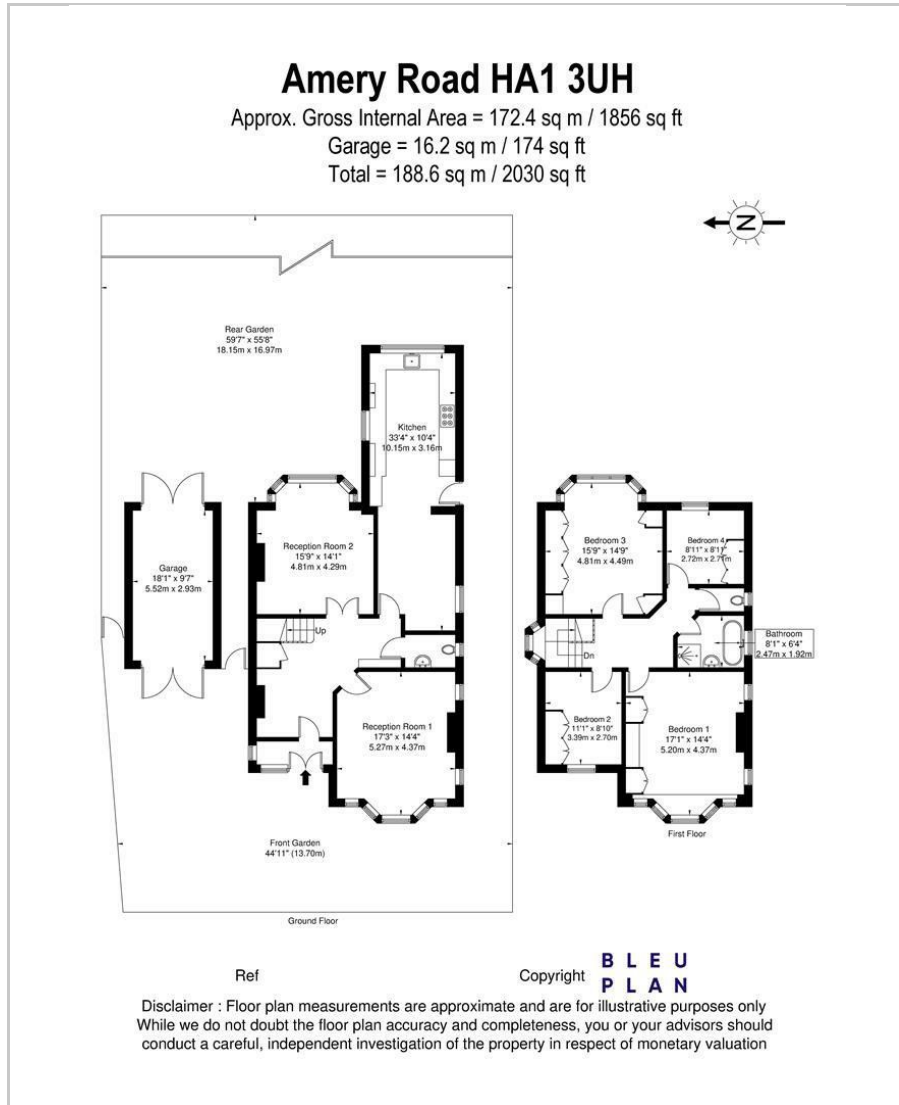 Amery Road HA1 3UH
Approx. Gross Internal Area = 172.4 sq m / 1856 sq ft
Garage = 16.2 sq m / 174 sq ft
Total = 188.6 sq m / 2030 sq ft
N
Rear Garden
59'7" x 55'8"
18.15m x 16.97m
Kitchen
33'4" x 10'4"
10.15m x 3.16m
Reception Room 2
15'9" x 14'1"
4.81m x 4.29m
Garage
18'1" x 9'7"
5.52m x 2.93m
Up
Reception Room 1
17'3" x 14'4"
5.27m x 4.37m
Front Garden
44'11" (13.70m)
Ground Floor
Bedroom 3
15'9" x 14'9"
4.81m x 4.49m
Bedroom 4
8'11" x 8'11"
2.72m x 2.71m
Dn
Bathroom
8'1" x 6'4"
2.47m x 1.92m
Bedroom 2
11'1" x 8'10"
3.39m x 2.70m
Bedroom 1
17'1" x 14'4"
5.20m x 4.37m
First Floor
Ref
Copyright
BLEU
PLAN
Disclaimer : Floor plan measurements are approximate and are for illustrative purposes only
While we do not doubt the floor plan accuracy and completeness, you or your advisors should
conduct a careful, independent investigation of the property in respect of monetary valuation